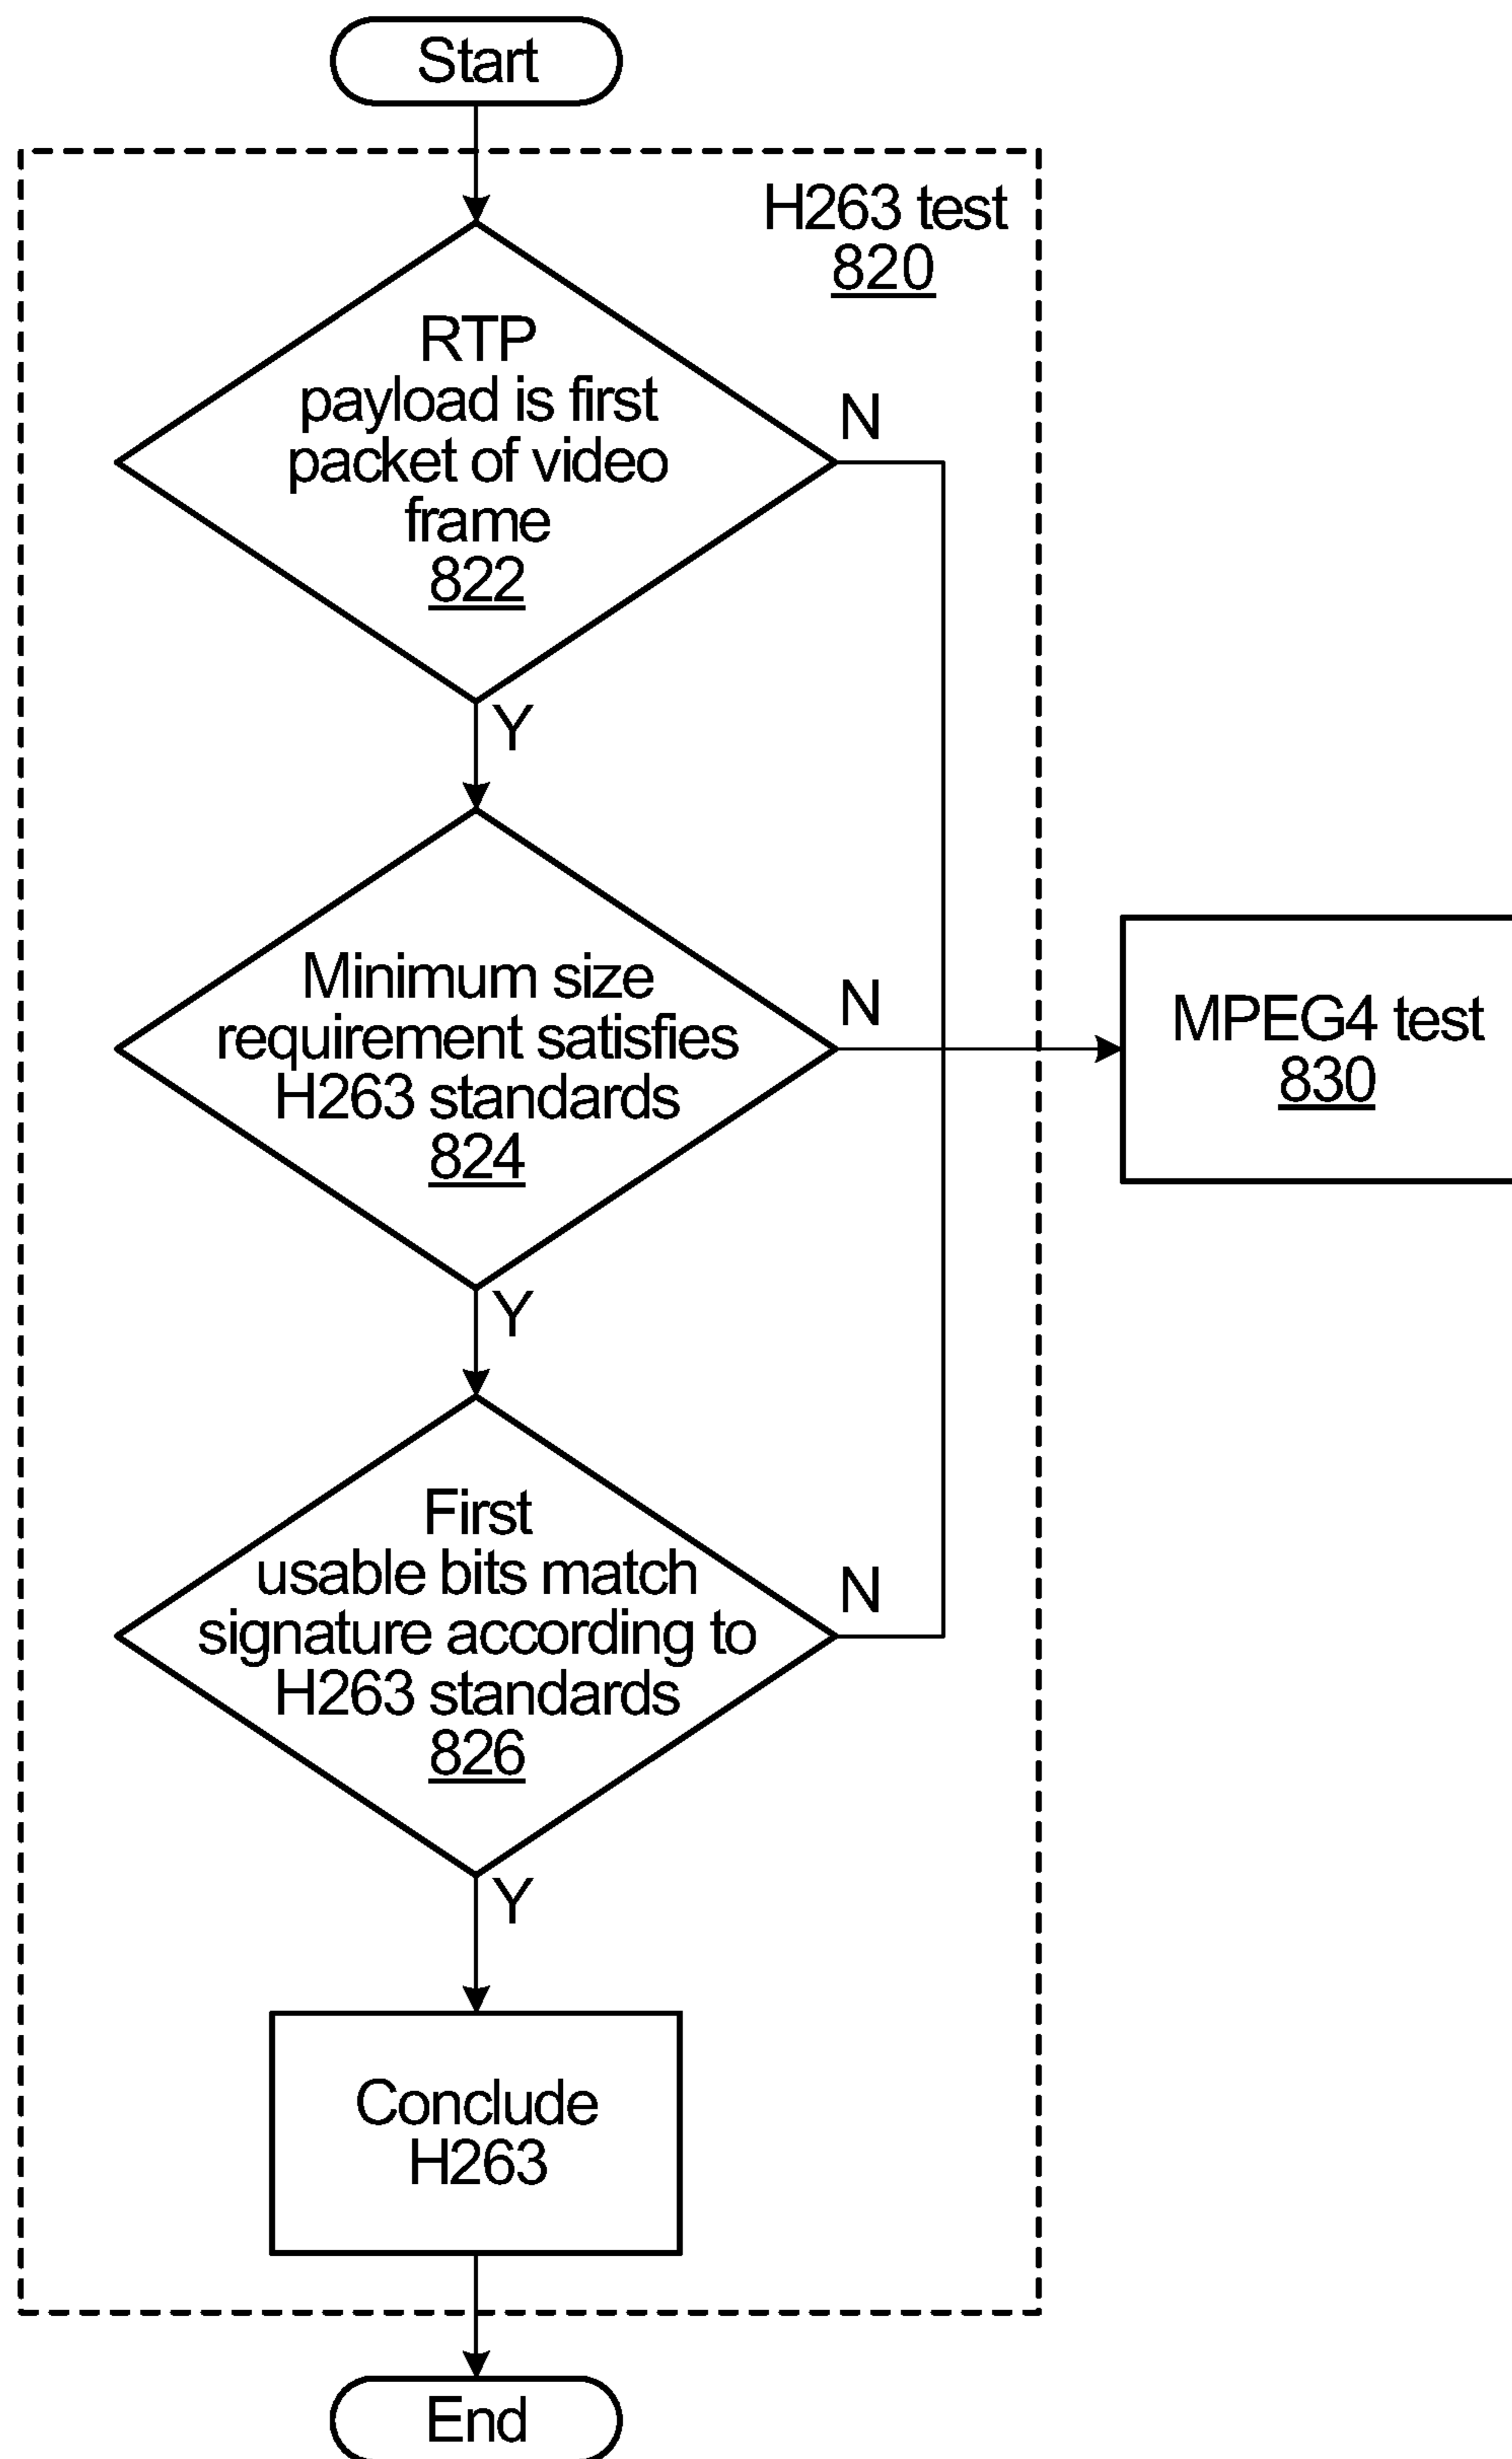 Start
H263 test
820
RTP
payload is first
packet of video
frame
822
N
Y
Minimum size
requirement satisfies
H263 standards
824
N
MPEG4 test
830
Y
First
usable bits match
signature according to
H263 standards
826
N
Y
Conclude
H263
End